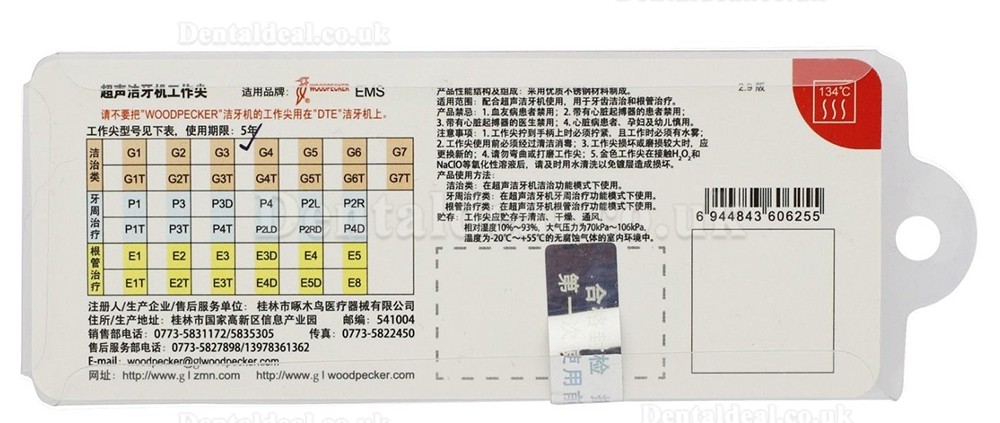 Dentaldeal.co.uk
Dentaldeal.co.uk
超声洁牙机工作尖 适用品牌: WOODPECKER EMS
请不要把"WOODPECKER"洁牙机的工作尖用在"DTE"洁牙机上。
工作尖型号见下表, 使用期限: 5年
洁治类 G1 G2 G3 G4 G5 G6 G7
G1T G2T G3T G4T G5T G6T G7T
牙周治疗 P1 P3 P3D P4 P2L P2R
P1T P3T P4T P2LD P2RD P4D
根管治疗 E1 E2 E3 E3D E4 E5
E1T E2T E3T E4D E5D E8
注册人/生产企业/售后服务单位: 桂林市啄木鸟医疗器械有限公司
住所/生产地址: 桂林市国家高新区信息产业园 邮编: 541004
销售部电话: 0773-5831172/5835305 传真: 0773-5822450
售后服务部电话: 0773-5827898/13978361362
E-mail: woodpecker@glwoodpecker.com
网址: http://www.glzmn.com http://www.glwoodpecker.com
产品性能结构及组成: 采用优质不锈钢材料制成。
适用范围: 配合超声洁牙机使用, 用于牙齿洁治和根管治疗。
产品禁忌: 1.血友病患者禁用; 2.带有心脏起搏器的患者禁用;
3.带有心脏起搏器的医生禁用; 4.心脏病患者、孕妇及幼儿慎用。
注意事项: 1.工作尖拧到手柄上时必须拧紧, 且工作时必须有水雾;
2.工作尖使用前必须经过清洁消毒; 3.工作尖损坏或磨损较大时, 应
更换新的; 4.请勿弯曲或打磨工作尖; 5.金色工作尖在接触H2O2和
NaClO等氧化性溶液后, 请及时用水清洗以免镀层造成损坏。
产品使用方法:
洁治类: 在超声洁牙机洁治功能模式下使用。
牙周治疗类: 在超声洁牙机牙周治疗功能模式下使用。
根管治疗类: 在超声洁牙机根管治疗功能模式下使用。
贮存: 工作尖应贮存于清洁、干燥、通风、
相对湿度10%~93%, 大气压力为70kPa~106kPa,
温度为-20℃~+55℃的无腐蚀气体的室内环境中。
2.9版
134℃
6 944843 606255
Dentaldeal.co.uk
Dentaldeal.co.uk
Dentaldeal.co.uk